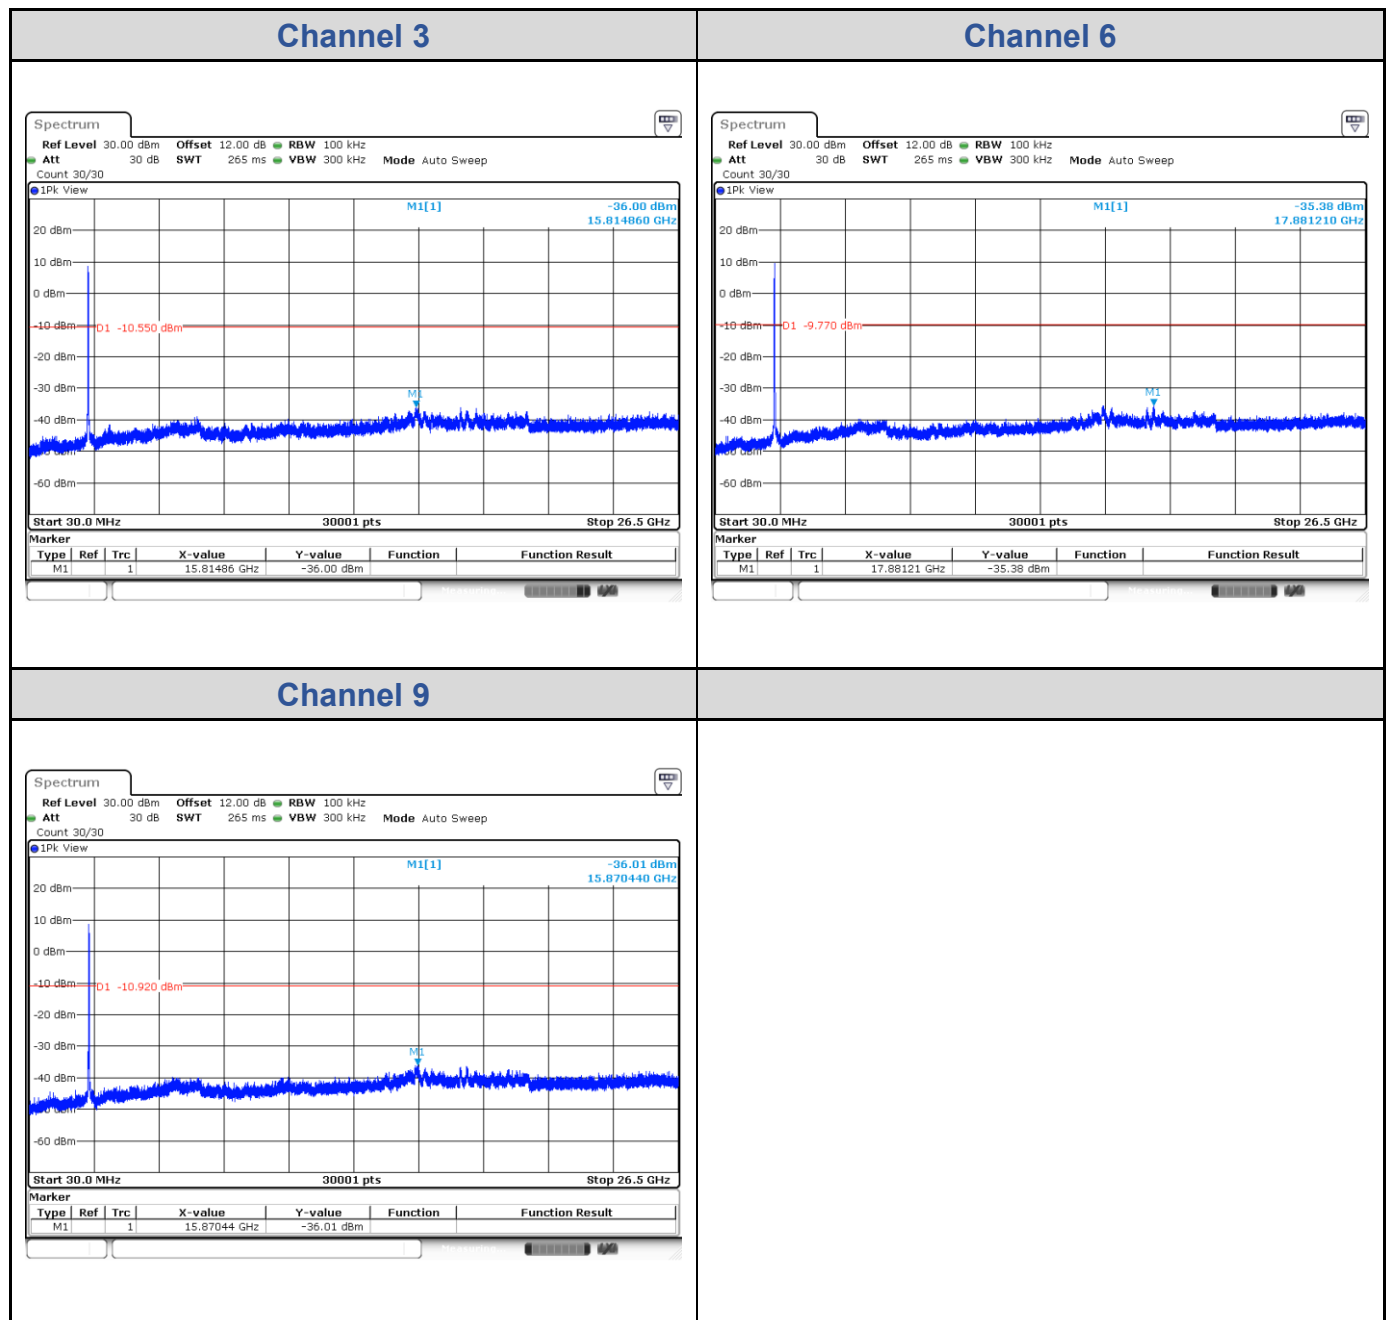 Channel 3
Channel 6
Spectrum
Ref Level 30.00 dBm Offset 12.00 dB RBW 100 kHz
Att 30 dB SWT 265 ms VBW 300 kHz Mode Auto Sweep
Count 30/30
1Pk View
M1[1] -36.00 dBm
15.814860 GHz
20 dBm
10 dBm
0 dBm
-10 dBm
D1 -10.550 dBm
-20 dBm
-30 dBm
M1
-40 dBm
-60 dBm
Start 30.0 MHz 30001 pts Stop 26.5 GHz
Marker
Type Ref Trc X-value Y-value Function Function Result
M1 1 15.81486 GHz -36.00 dBm
Spectrum
Ref Level 30.00 dBm Offset 12.00 dB RBW 100 kHz
Att 30 dB SWT 265 ms VBW 300 kHz Mode Auto Sweep
Count 30/30
1Pk View
M1[1] -35.38 dBm
17.881210 GHz
20 dBm
10 dBm
0 dBm
-10 dBm
D1 -9.770 dBm
-20 dBm
-30 dBm
M1
-40 dBm
-60 dBm
Start 30.0 MHz 30001 pts Stop 26.5 GHz
Marker
Type Ref Trc X-value Y-value Function Function Result
M1 1 17.88121 GHz -35.38 dBm
Channel 9
Spectrum
Ref Level 30.00 dBm Offset 12.00 dB RBW 100 kHz
Att 30 dB SWT 265 ms VBW 300 kHz Mode Auto Sweep
Count 30/30
1Pk View
M1[1] -36.01 dBm
15.870440 GHz
20 dBm
10 dBm
0 dBm
-10 dBm
D1 -10.920 dBm
-20 dBm
-30 dBm
M1
-40 dBm
-60 dBm
Start 30.0 MHz 30001 pts Stop 26.5 GHz
Marker
Type Ref Trc X-value Y-value Function Function Result
M1 1 15.87044 GHz -36.01 dBm